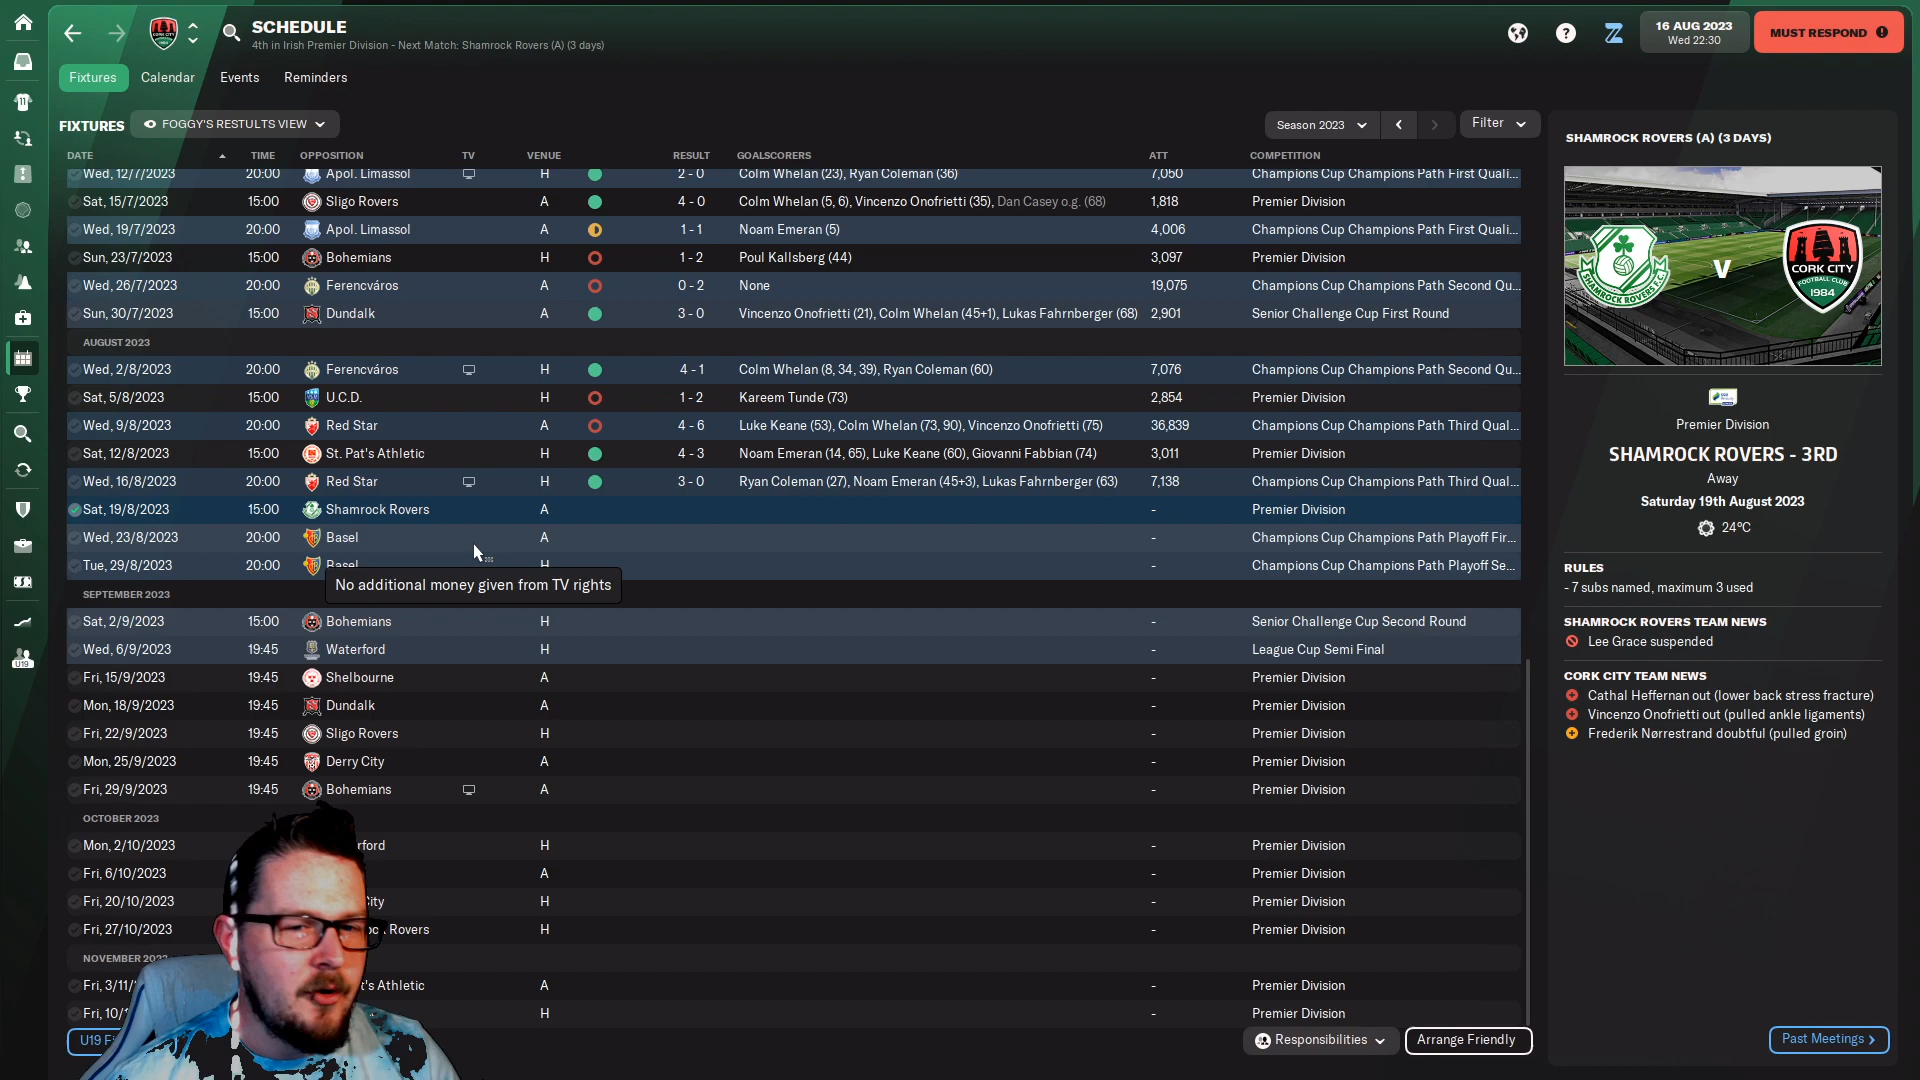 SCHEDULE
4th in Irish Premier Division - Next Match: Shamrock Rovers (A) (3 days)
16 AUG 2023
Wed 22:30
MUST RESPOND
Fixtures Calendar Events Reminders
FIXTURES FOGGY'S RESTULTS VIEW Season 2023 Filter
DATE TIME OPPOSITION TV VENUE RESULT GOALSCORERS ATT COMPETITION
Wed, 12/7/2023 20:00 Apol. Limassol H 2 - 0 Colm Whelan (23), Ryan Coleman (36) 7,050 Champions Cup Champions Path First Quali...
Sat, 15/7/2023 15:00 Sligo Rovers A 4 - 0 Colm Whelan (5, 6), Vincenzo Onofrietti (35), Dan Casey o.g. (68) 1,818 Premier Division
Wed, 19/7/2023 20:00 Apol. Limassol A 1 - 1 Noam Emeran (5) 4,006 Champions Cup Champions Path First Quali...
Sun, 23/7/2023 15:00 Bohemians H 1 - 2 Poul Kallsberg (44) 3,097 Premier Division
Wed, 26/7/2023 20:00 Ferencváros A 0 - 2 None 19,075 Champions Cup Champions Path Second Qu...
Sun, 30/7/2023 15:00 Dundalk A 3 - 0 Vincenzo Onofrietti (21), Colm Whelan (45+1), Lukas Fahrnberger (68) 2,901 Senior Challenge Cup First Round
AUGUST 2023
Wed, 2/8/2023 20:00 Ferencváros H 4 - 1 Colm Whelan (8, 34, 39), Ryan Coleman (60) 7,076 Champions Cup Champions Path Second Qu...
Sat, 5/8/2023 15:00 U.C.D. H 1 - 2 Kareem Tunde (73) 2,854 Premier Division
Wed, 9/8/2023 20:00 Red Star A 4 - 6 Luke Keane (53), Colm Whelan (73, 90), Vincenzo Onofrietti (75) 36,839 Champions Cup Champions Path Third Qual...
Sat, 12/8/2023 15:00 St. Pat's Athletic H 4 - 3 Noam Emeran (14, 65), Luke Keane (60), Giovanni Fabbian (74) 3,011 Premier Division
Wed, 16/8/2023 20:00 Red Star H 3 - 0 Ryan Coleman (27), Noam Emeran (45+3), Lukas Fahrnberger (63) 7,138 Champions Cup Champions Path Third Qual...
Sat, 19/8/2023 15:00 Shamrock Rovers A - Premier Division
Wed, 23/8/2023 20:00 Basel A - Champions Cup Champions Path Playoff Fir...
Tue, 29/8/2023 20:00 Basel H - Champions Cup Champions Path Playoff Se...
No additional money given from TV rights
SEPTEMBER 2023
Sat, 2/9/2023 15:00 Bohemians H - Senior Challenge Cup Second Round
Wed, 6/9/2023 19:45 Waterford H - League Cup Semi Final
Fri, 15/9/2023 19:45 Shelbourne A - Premier Division
Mon, 18/9/2023 19:45 Dundalk A - Premier Division
Fri, 22/9/2023 19:45 Sligo Rovers H - Premier Division
Mon, 25/9/2023 19:45 Derry City A - Premier Division
Fri, 29/9/2023 19:45 Bohemians A - Premier Division
OCTOBER 2023
Mon, 2/10/2023 rford H - Premier Division
Fri, 6/10/2023 A - Premier Division
Fri, 20/10/2023 City H - Premier Division
Fri, 27/10/2023 Rovers H - Premier Division
NOVEMBER 202
Fri, 3/11/ t's Athletic A - Premier Division
Fri, 10/1 H - Premier Division
U19 Fi Responsibilities Arrange Friendly
SHAMROCK ROVERS (A) (3 DAYS)
SHAMROCK ROVERS F.C.
V
CORK CITY
FOOTBALL CLUB
1984
Premier Division
SHAMROCK ROVERS - 3RD
Away
Saturday 19th August 2023
24°C
RULES
- 7 subs named, maximum 3 used
SHAMROCK ROVERS TEAM NEWS
Lee Grace suspended
CORK CITY TEAM NEWS
Cathal Heffernan out (lower back stress fracture)
Vincenzo Onofrietti out (pulled ankle ligaments)
Frederik Nørrestrand doubtful (pulled groin)
Past Meetings
U19